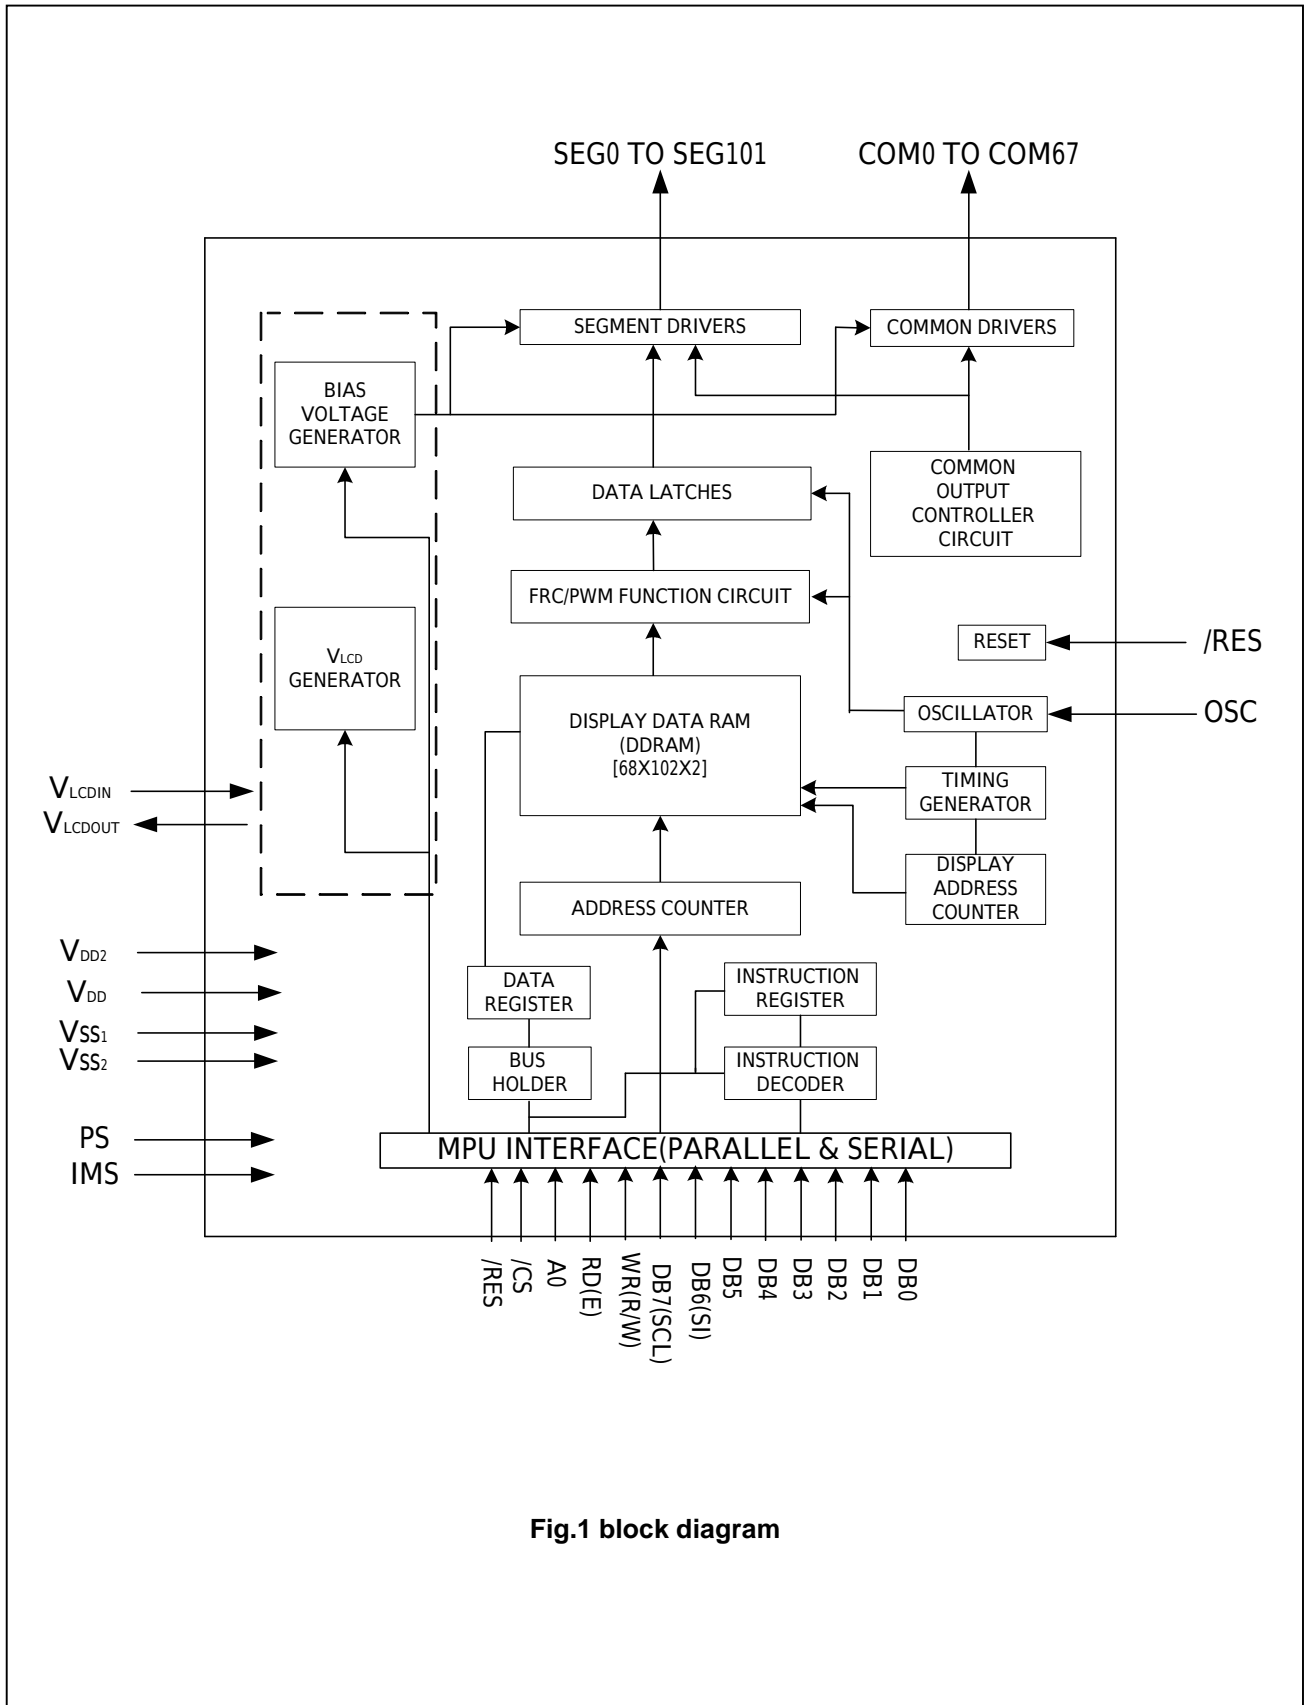 SEG0 TO SEG101
COM0 TO COM67
SEGMENT DRIVERS
COMMON DRIVERS
BIAS
VOLTAGE
GENERATOR
DATA LATCHES
COMMON
OUTPUT
CONTROLLER
CIRCUIT
FRC/PWM FUNCTION CIRCUIT
RESET
/RES
VLCD
GENERATOR
DISPLAY DATA RAM
(DDRAM)
[68X102X2]
OSCILLATOR
OSC
TIMING
GENERATOR
VLCDIN
VLCDOUT
DISPLAY
ADDRESS
COUNTER
ADDRESS COUNTER
VDD2
VDD
VSS1
VSS2
DATA
REGISTER
INSTRUCTION
REGISTER
BUS
HOLDER
INSTRUCTION
DECODER
PS
IMS
MPU INTERFACE(PARALLEL & SERIAL)
/RES
/CS
A0
RD(E)
WR(R/W)
DB7(SCL)
DB6(SI)
DB5
DB4
DB3
DB2
DB1
DB0
Fig.1 block diagram